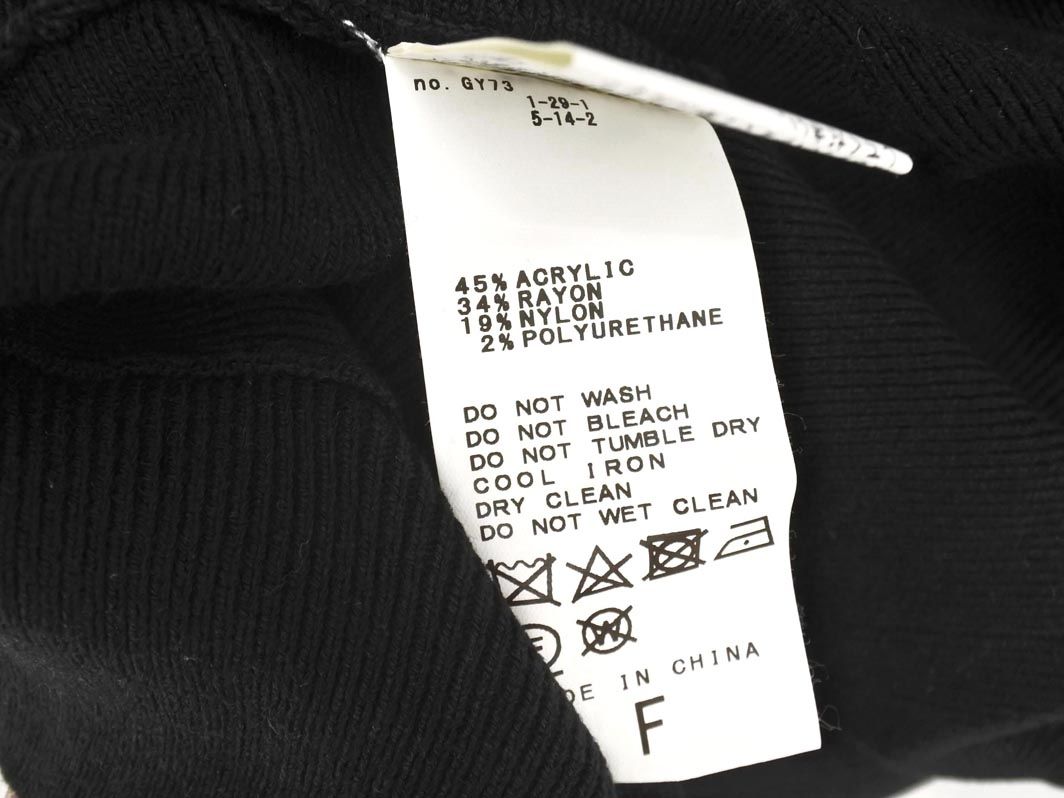 no. GY73
1-29-1
5-14-2
45% ACRYLIC
34% RAYON
19% NYLON
2% POLYURETHANE
DO NOT WASH
DO NOT BLEACH
DO NOT TUMBLE DRY
COOL IRON
DRY CLEAN
DO NOT WET CLEAN
W
DE IN CHINA
F